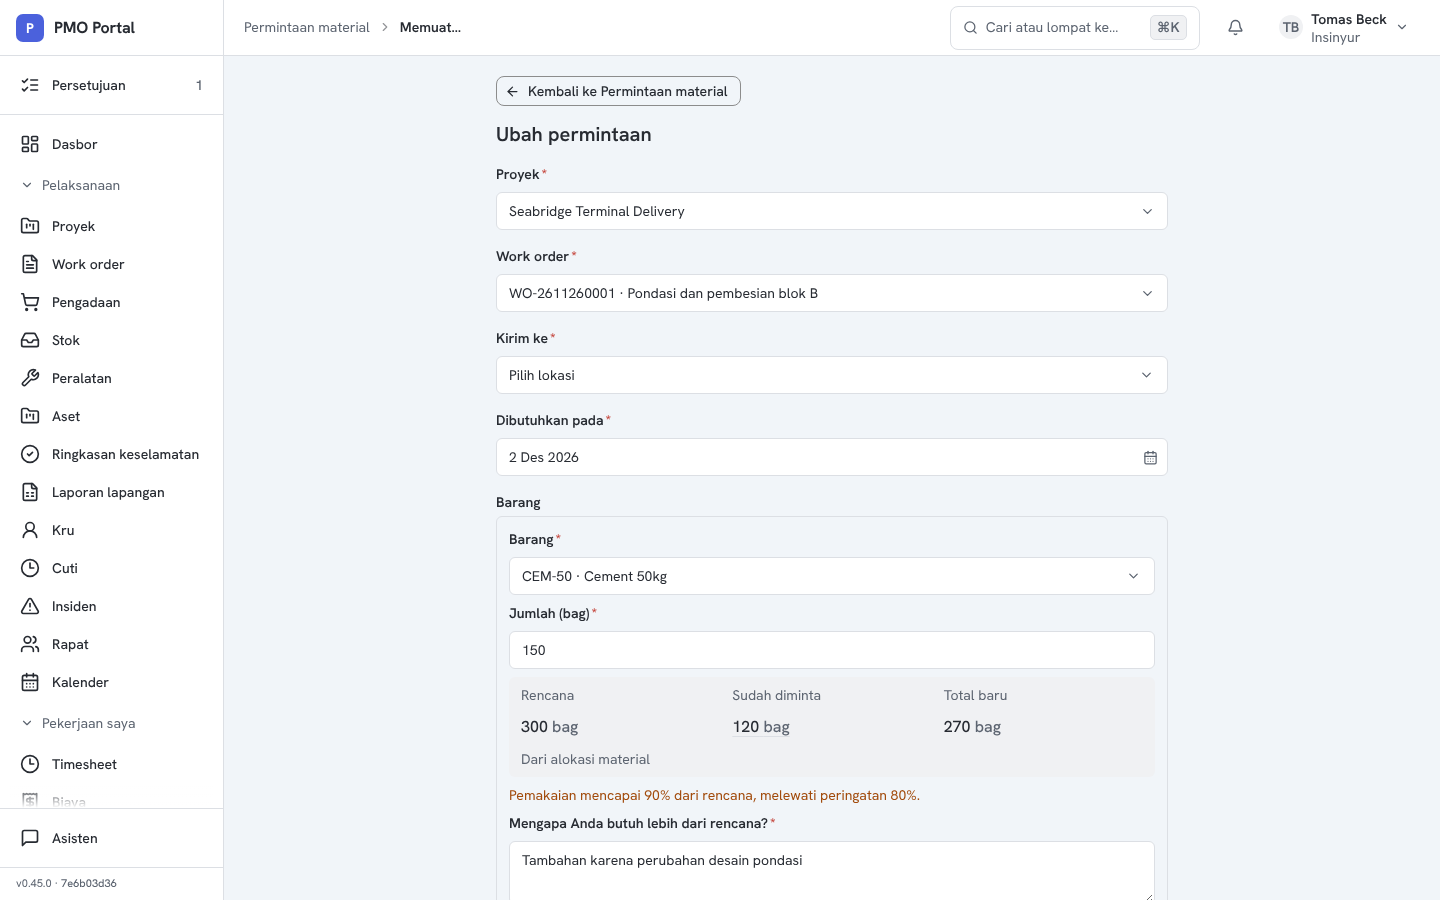 P PMO Portal
Permintaan material > Memuat...
Cari atau lompat ke... ⌘K
TB Tomas Beck
Insinyur
Persetujuan 1
Dasbor
Pelaksanaan
Proyek
Work order
Pengadaan
Stok
Peralatan
Aset
Ringkasan keselamatan
Laporan lapangan
Kru
Cuti
Insiden
Rapat
Kalender
Pekerjaan saya
Timesheet
Biaya
Asisten
v0.45.0 · 7e6b03d36
Kembali ke Permintaan material
Ubah permintaan
Proyek*
Seabridge Terminal Delivery
Work order*
WO-2611260001 · Pondasi dan pembesian blok B
Kirim ke*
Pilih lokasi
Dibutuhkan pada*
2 Des 2026
Barang
Barang*
CEM-50 · Cement 50kg
Jumlah (bag)*
150
Rencana Sudah diminta Total baru
300 bag 120 bag 270 bag
Dari alokasi material
Pemakaian mencapai 90% dari rencana, melewati peringatan 80%.
Mengapa Anda butuh lebih dari rencana?*
Tambahan karena perubahan desain pondasi